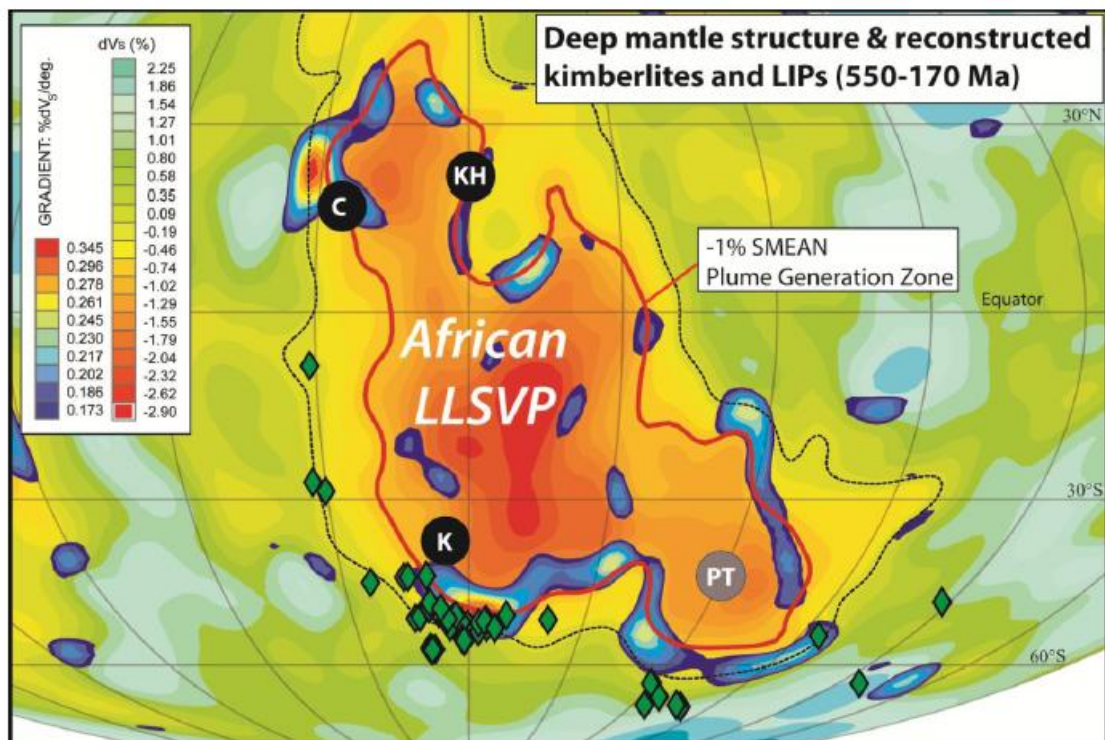 Deep mantle structure & reconstructed
kimberlites and LIPs (550-170 Ma)
dVs (%)
GRADIENT: %dVs/deg.
2.25
1.86
1.54
1.27
1.01
0.80
0.58
0.35
0.09
-0.19
-0.46
-0.74
-1.02
-1.29
-1.55
-1.79
-2.04
-2.32
-2.62
-2.90
0.345
0.296
0.278
0.261
0.245
0.230
0.217
0.202
0.186
0.173
30°N
KH
C
-1% SMEAN
Plume Generation Zone
Equator
African
LLSVP
30°S
K
PT
60°S